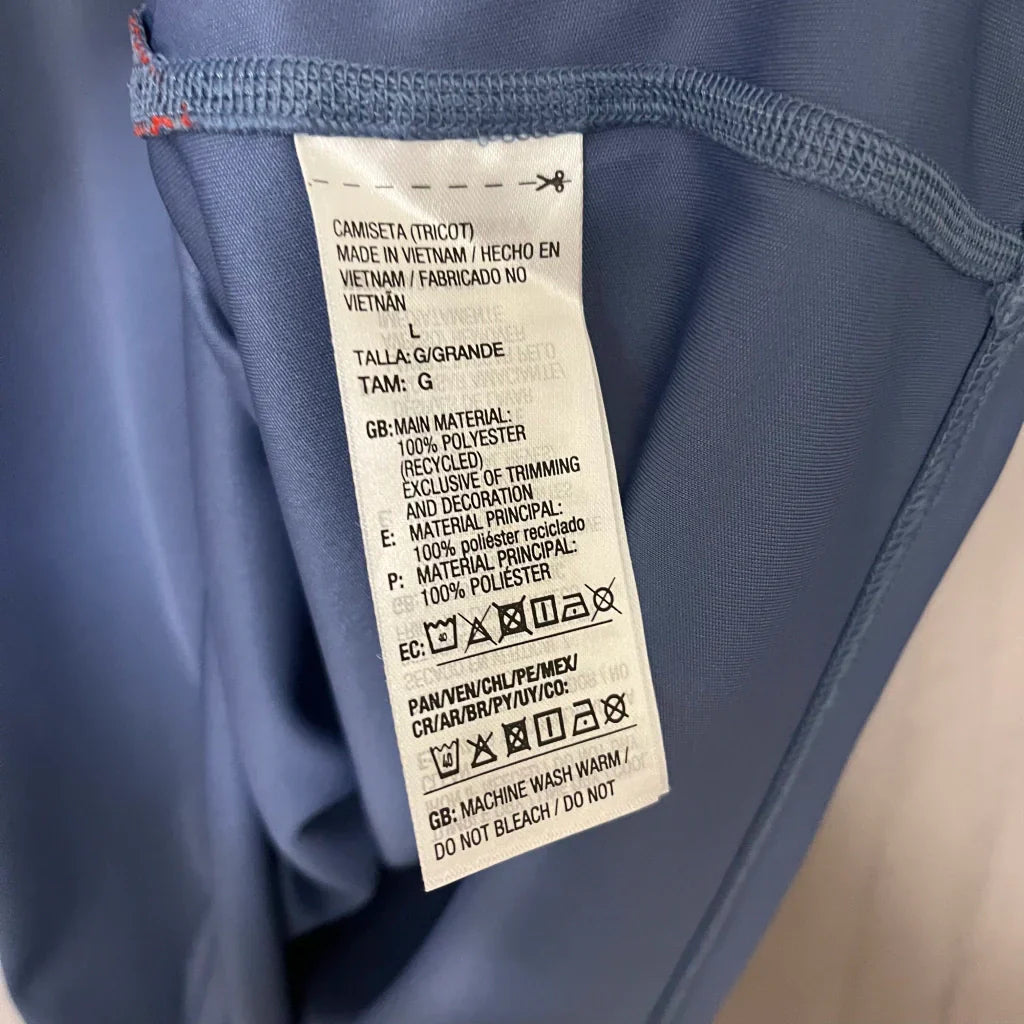 CAMISETA (TRICOT)
MADE IN VIETNAM / HECHO EN
VIETNAM / FABRICADO NO
VIETNÃN
L
TALLA: G/GRANDE
TAM: G
GB: MAIN MATERIAL:
100% POLYESTER
(RECYCLED)
EXCLUSIVE OF TRIMMING
AND DECORATION
E: MATERIAL PRINCIPAL:
100% poliéster reciclado
P: MATERIAL PRINCIPAL:
100% POLIÉSTER
EC: 40
PAN/VEN/CHL/PE/MEX/
CR/AR/BR/PY/UY/CO:
40
GB: MACHINE WASH WARM /
DO NOT BLEACH / DO NOT